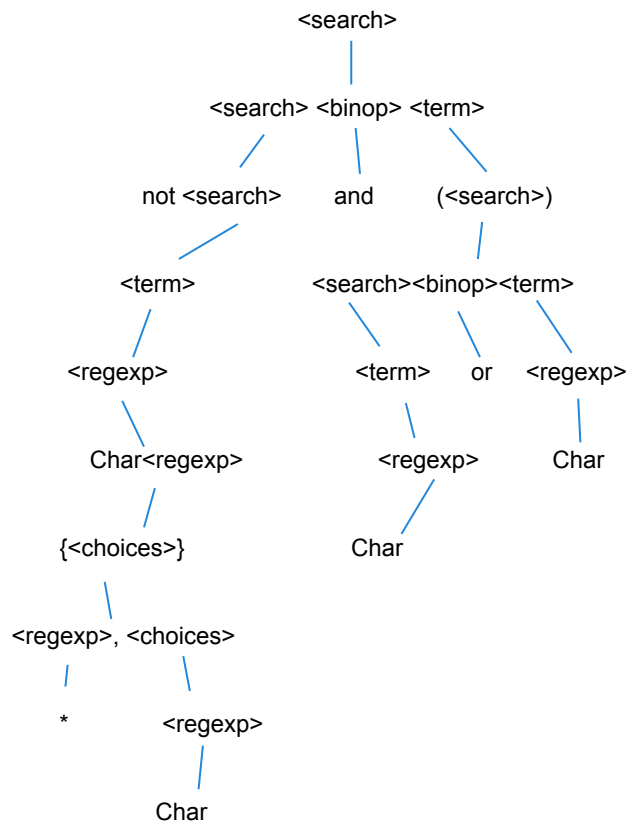 <search>
<search> <binop> <term>
not <search> and (<search>)
<term> <search><binop><term>
<regexp> <term> or <regexp>
Char<regexp> <regexp> Char
{<choices>} Char
<regexp>, <choices>
* <regexp>
Char